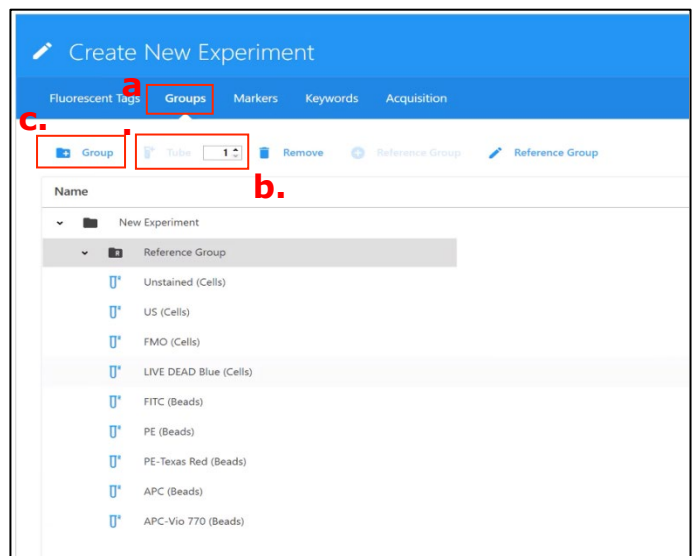 Create New Experiment
a
.
Fluorescent Tags Groups Markers Keywords Acquisition
c.
Group Tube 1 Remove Reference Group Reference Group
b.
Name
New Experiment
R Reference Group
Unstained (Cells)
US (Cells)
FMO (Cells)
LIVE DEAD Blue (Cells)
FITC (Beads)
PE (Beads)
PE-Texas Red (Beads)
APC (Beads)
APC-Vio 770 (Beads)